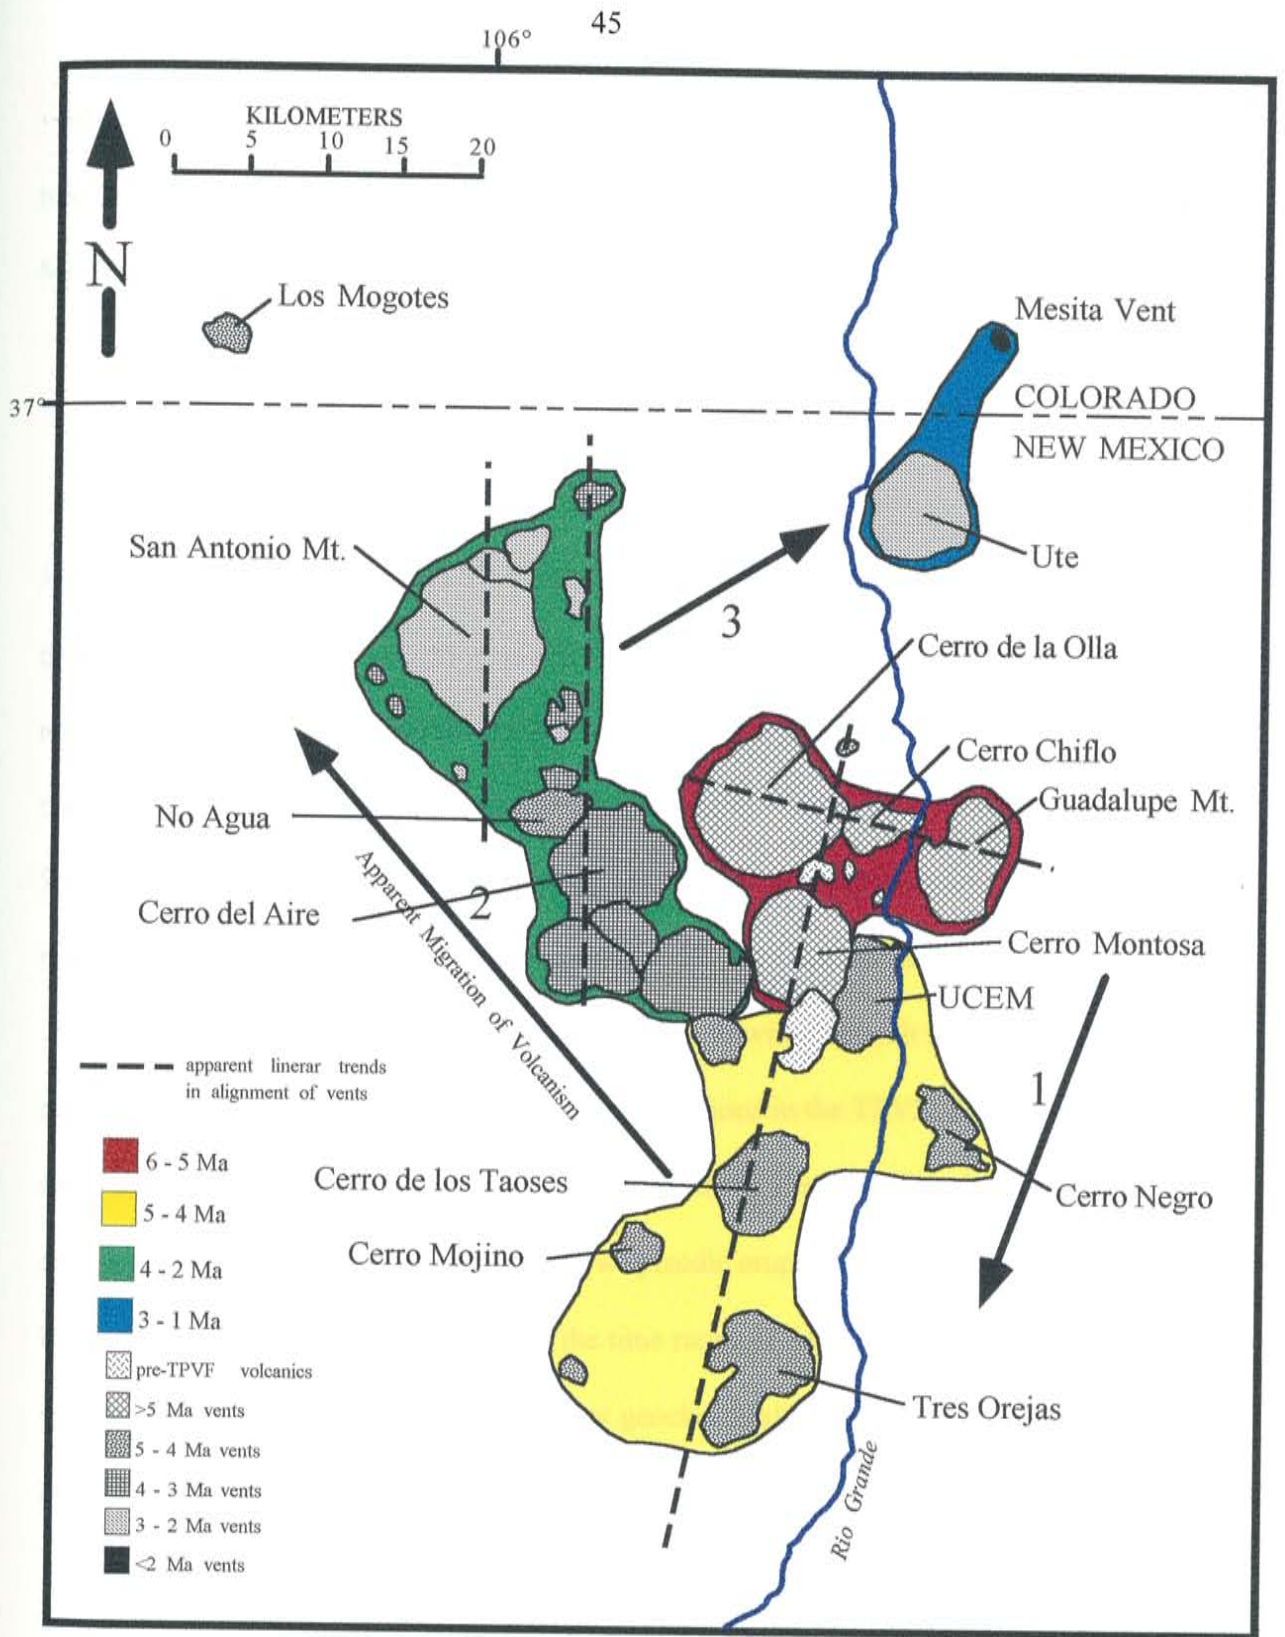 45
106°
KILOMETERS
0 5 10 15 20
N
Los Mogotes
Mesita Vent
37°
COLORADO
NEW MEXICO
San Antonio Mt.
Ute
3
Cerro de la Olla
Cerro Chiflo
Guadalupe Mt.
No Agua
Cerro del Aire
2
Apparent Migration of Volcanism
Cerro Montosa
UCEM
1
apparent linerar trends
in alignment of vents
Cerro de los Taoses
Cerro Negro
Cerro Mojino
Tres Orejas
Rio Grande
6 - 5 Ma
5 - 4 Ma
4 - 2 Ma
3 - 1 Ma
pre-TPVF volcanics
>5 Ma vents
5 - 4 Ma vents
4 - 3 Ma vents
3 - 2 Ma vents
<2 Ma vents